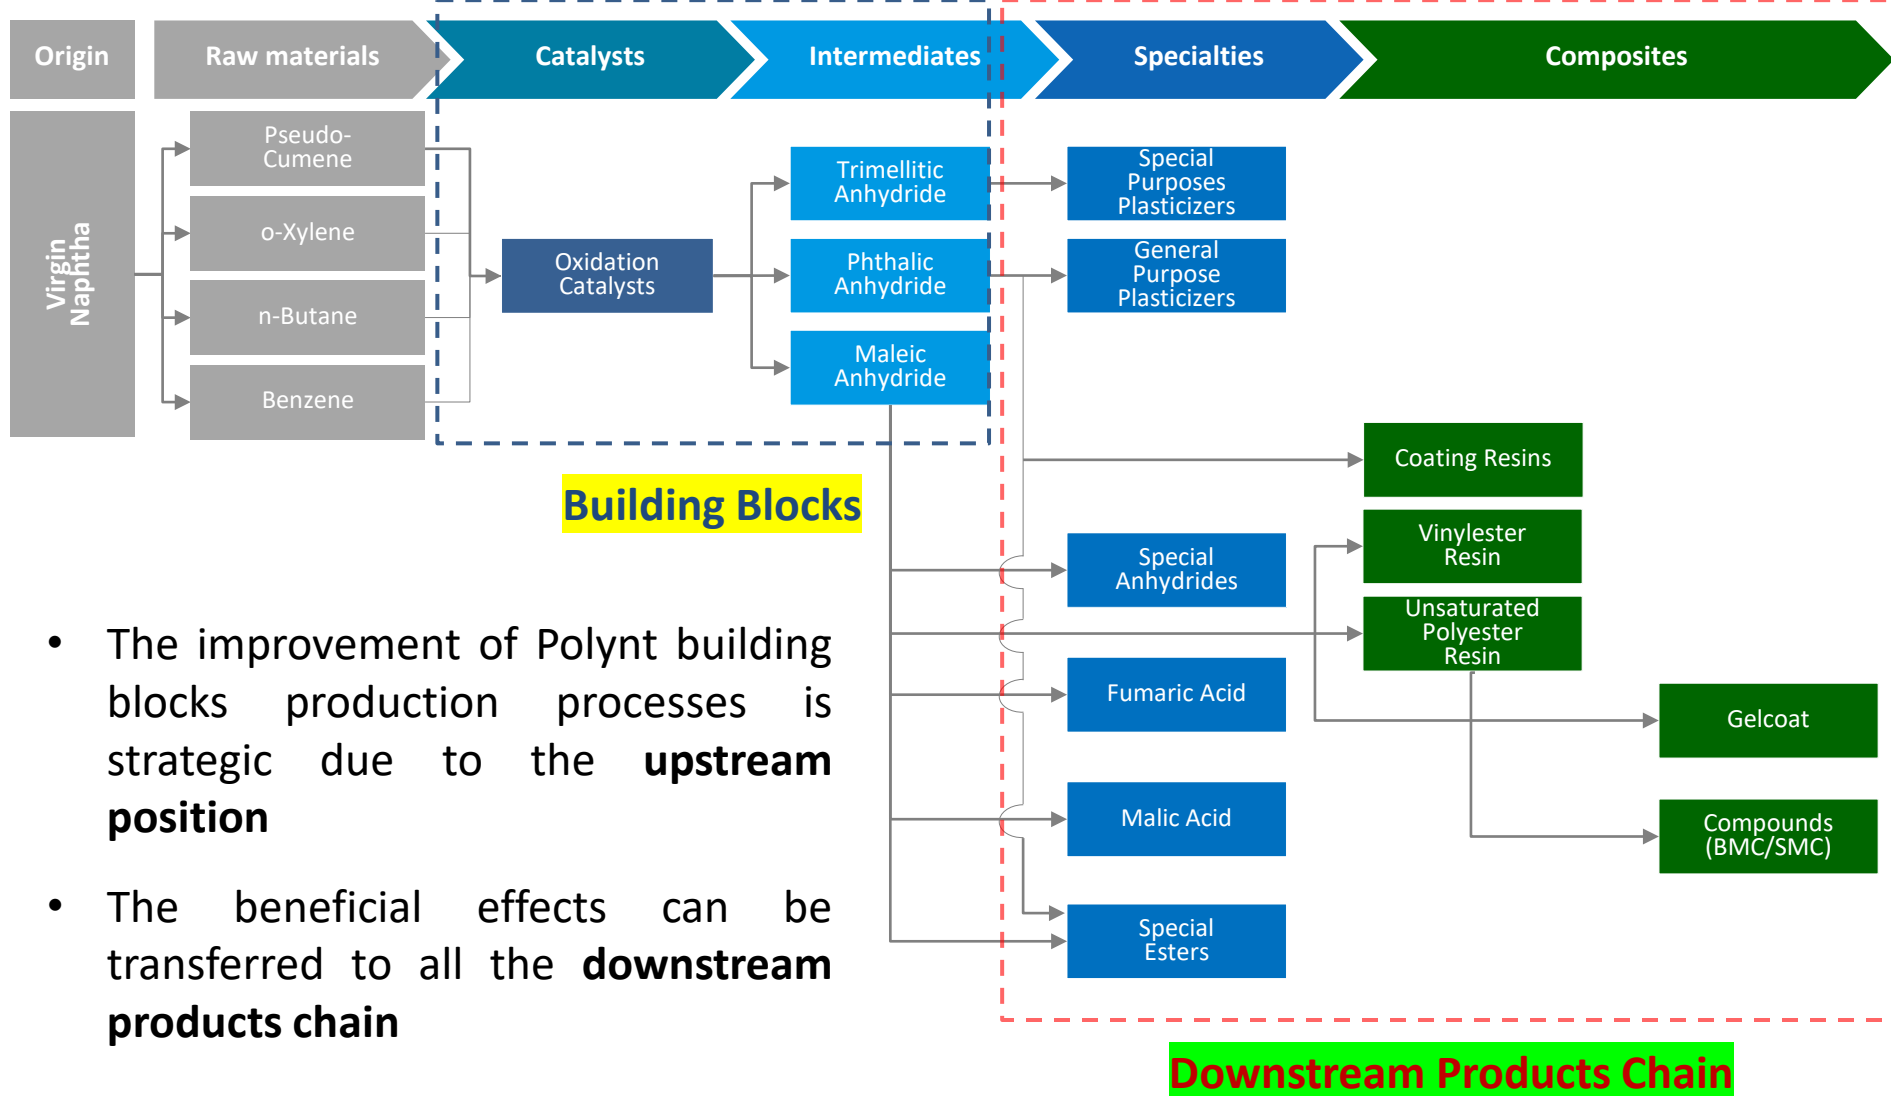 Origin
Raw materials
Catalysts
Intermediates
Specialties
Composites
Virgin
Naphtha
Pseudo-
Cumene
o-Xylene
n-Butane
Benzene
Oxidation
Catalysts
Trimellitic
Anhydride
Phthalic
Anhydride
Maleic
Anhydride
Special
Purposes
Plasticizers
General
Purpose
Plasticizers
Coating Resins
Vinylester
Resin
Unsaturated
Polyester
Resin
Special
Anhydrides
Fumaric Acid
Malic Acid
Special
Esters
Gelcoat
Compounds
(BMC/SMC)
Building Blocks
• The improvement of Polynt building
blocks production processes is
strategic due to the upstream
position
• The beneficial effects can be
transferred to all the downstream
products chain
Downstream Products Chain